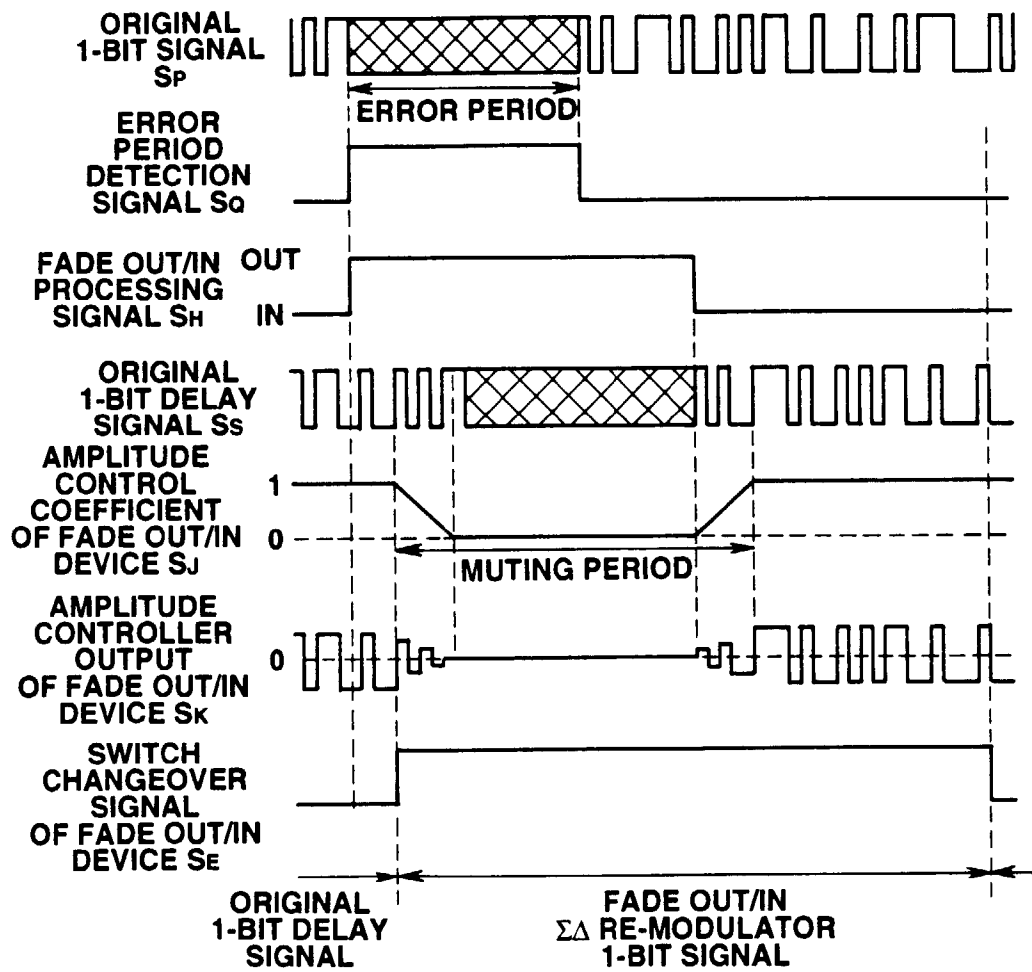 ORIGINAL
1-BIT SIGNAL
SP
ERROR PERIOD
ERROR
PERIOD
DETECTION
SIGNAL SQ
FADE OUT/IN
PROCESSING
SIGNAL SH
OUT
IN
ORIGINAL
1-BIT DELAY
SIGNAL SS
AMPLITUDE
CONTROL
COEFFICIENT
OF FADE OUT/IN
DEVICE SJ
1
0
MUTING PERIOD
AMPLITUDE
CONTROLLER
OUTPUT
OF FADE OUT/IN
DEVICE SK
0
SWITCH
CHANGEOVER
SIGNAL
OF FADE OUT/IN
DEVICE SE
ORIGINAL
1-BIT DELAY
SIGNAL
FADE OUT/IN
ΣΔ RE-MODULATOR
1-BIT SIGNAL